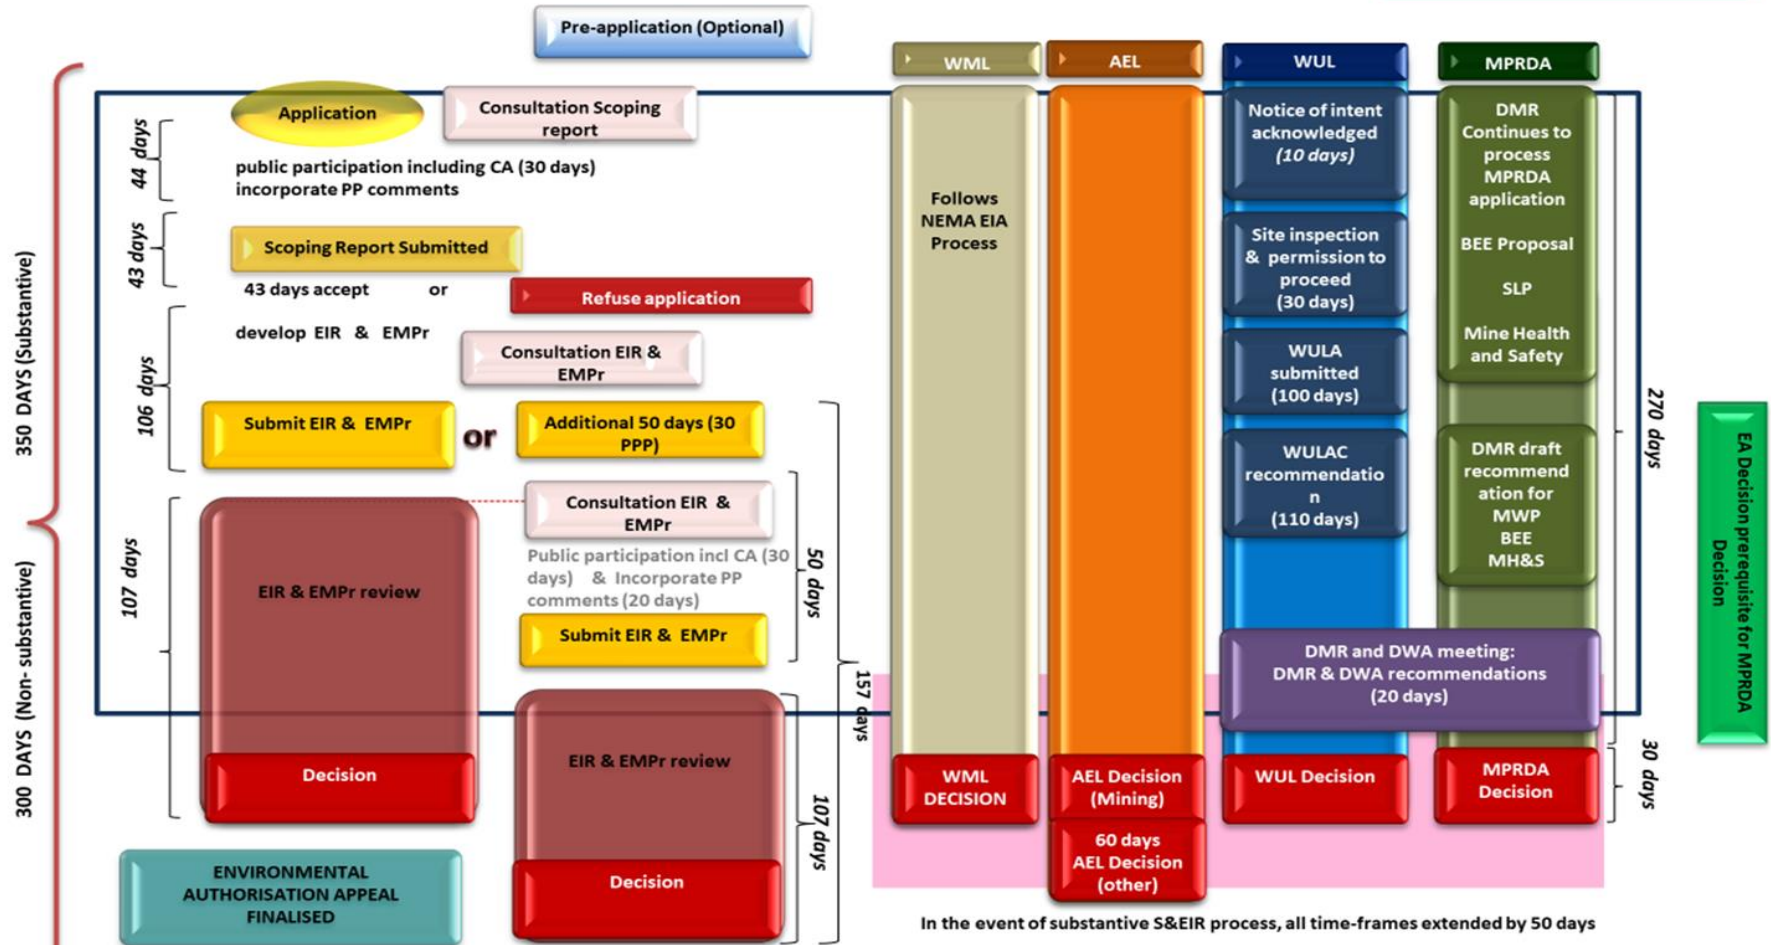 Pre-application (Optional)
350 DAYS (Substantive)
300 DAYS (Non- substantive)
44 days
Application
Consultation Scoping
report
public participation including CA (30 days)
incorporate PP comments
43 days
Scoping Report Submitted
43 days accept or
Refuse application
106 days
develop EIR & EMPr
Consultation EIR &
EMPr
Submit EIR & EMPr
or
Additional 50 days (30
PPP)
Consultation EIR &
EMPr
Public participation incl CA (30
days) & Incorporate PP
comments (20 days)
50 days
Submit EIR & EMPr
107 days
EIR & EMPr review
Decision
157 days
EIR & EMPr review
Decision
107 days
ENVIRONMENTAL
AUTHORISATION APPEAL
FINALISED
WML
Follows
NEMA EIA
Process
WML
DECISION
AEL
AEL Decision
(Mining)
60 days
AEL Decision
(other)
WUL
Notice of intent
acknowledged
(10 days)
Site inspection
& permission to
proceed
(30 days)
WULA
submitted
(100 days)
WULAC
recommendatio
n
(110 days)
DMR and DWA meeting:
DMR & DWA recommendations
(20 days)
WUL Decision
MPRDA
DMR
Continues to
process
MPRDA
application
BEE Proposal
SLP
Mine Health
and Safety
DMR draft
recommend
ation for
MWP
BEE
MH&S
MPRDA
Decision
270 days
30 days
EA Decision prerequisite for MPRDA
Decision
In the event of substantive S&EIR process, all time-frames extended by 50 days